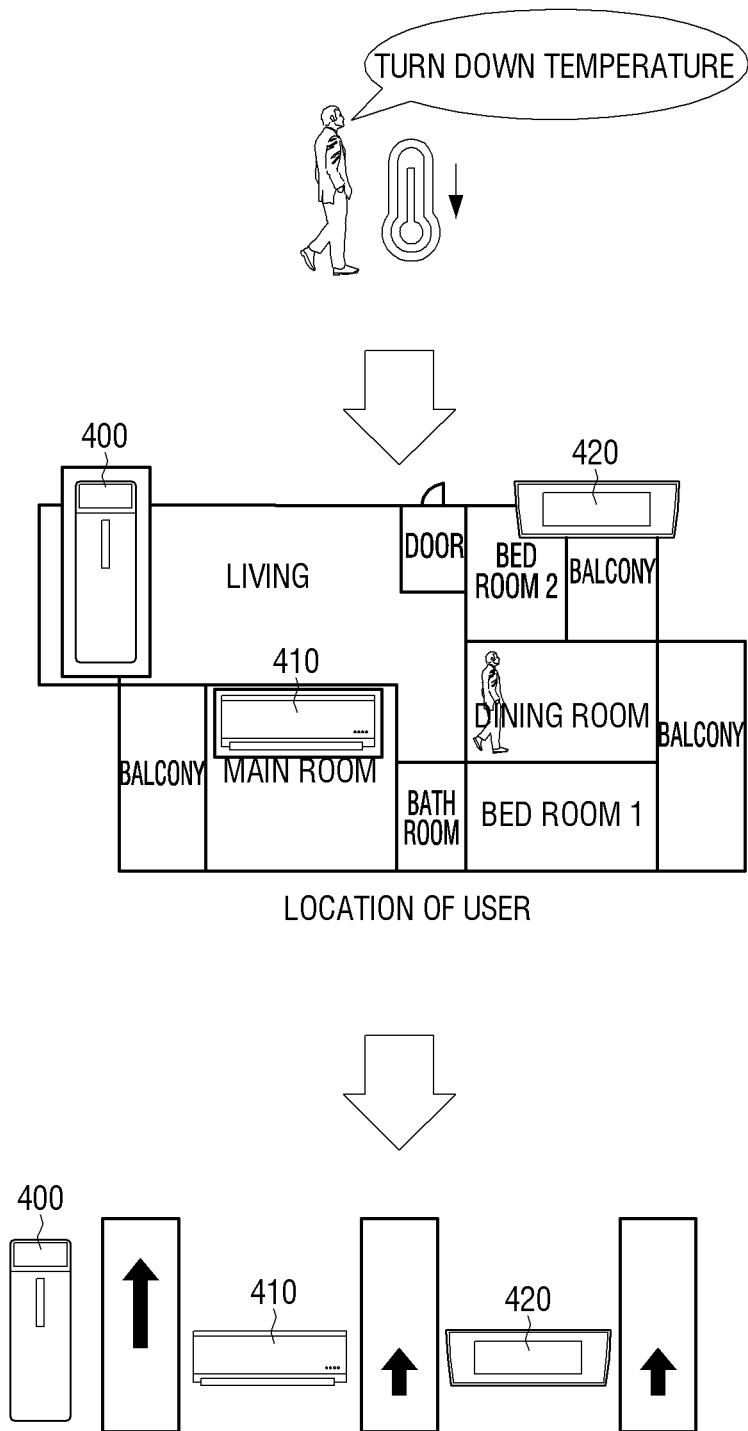 TURN DOWN TEMPERATURE
400
420
DOOR
BED
ROOM 2
BALCONY
LIVING
410
DINING ROOM
BALCONY
BALCONY
MAIN ROOM
BATH
ROOM
BED ROOM 1
LOCATION OF USER
400
410
420